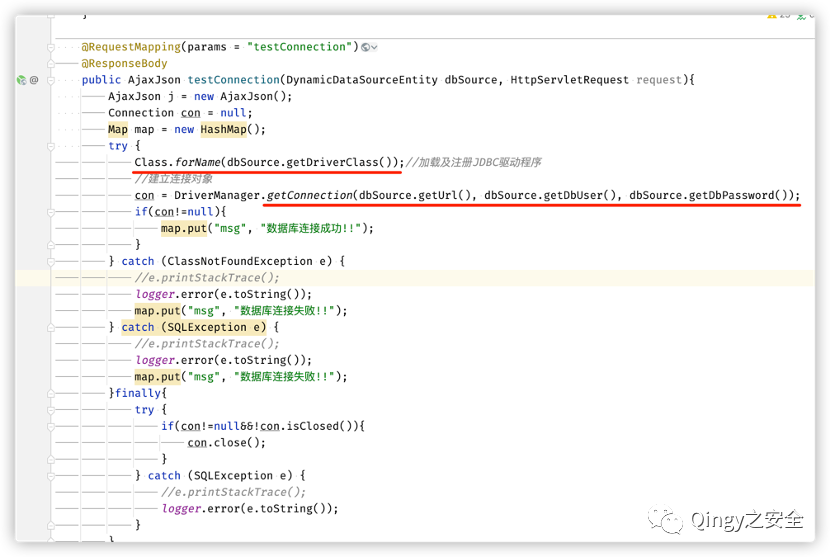 }
25
@RequestMapping(params = "testConnection")
@ResponseBody
public AjaxJson testConnection(DynamicDataSourceEntity dbSource, HttpServletRequest request){
AjaxJson j = new AjaxJson();
Connection con = null;
Map map = new HashMap();
try {
Class.forName(dbSource.getDriverClass());//加载及注册JDBC驱动程序
//建立连接对象
con = DriverManager.getConnection(dbSource.getUrl(), dbSource.getDbUser(), dbSource.getDbPassword());
if(con!=null){
map.put("msg", "数据库连接成功!!");
}
} catch (ClassNotFoundException e) {
//e.printStackTrace();
logger.error(e.toString());
map.put("msg", "数据库连接失败!!");
} catch (SQLException e) {
//e.printStackTrace();
logger.error(e.toString());
map.put("msg", "数据库连接失败!!");
}finally{
try {
if(con!=null&&!con.isClosed()){
con.close();
}
} catch (SQLException e) {
//e.printStackTrace();
logger.error(e.toString());
}
}
Qingy之安全